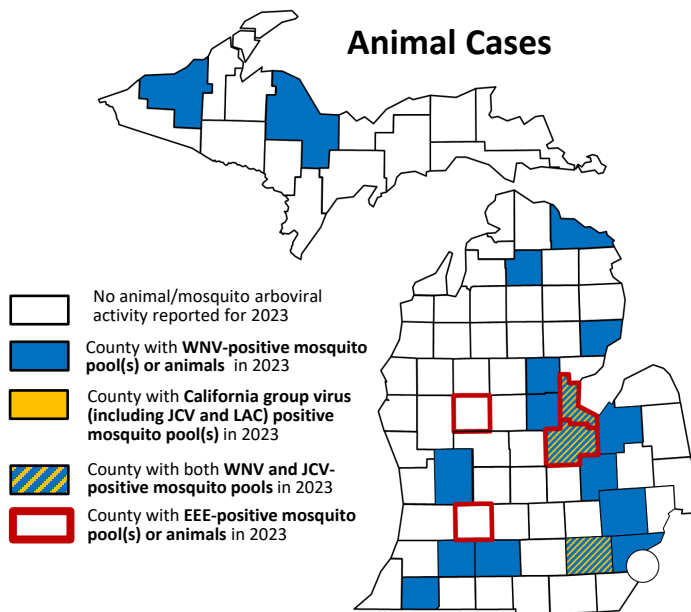 Animal Cases
No animal/mosquito arboviral
activity reported for 2023
County with WNV-positive mosquito
pool(s) or animals in 2023
County with California group virus
(including JCV and LAC) positive
mosquito pool(s) in 2023
County with both WNV and JCV-
positive mosquito pools in 2023
County with EEE-positive mosquito
pool(s) or animals in 2023